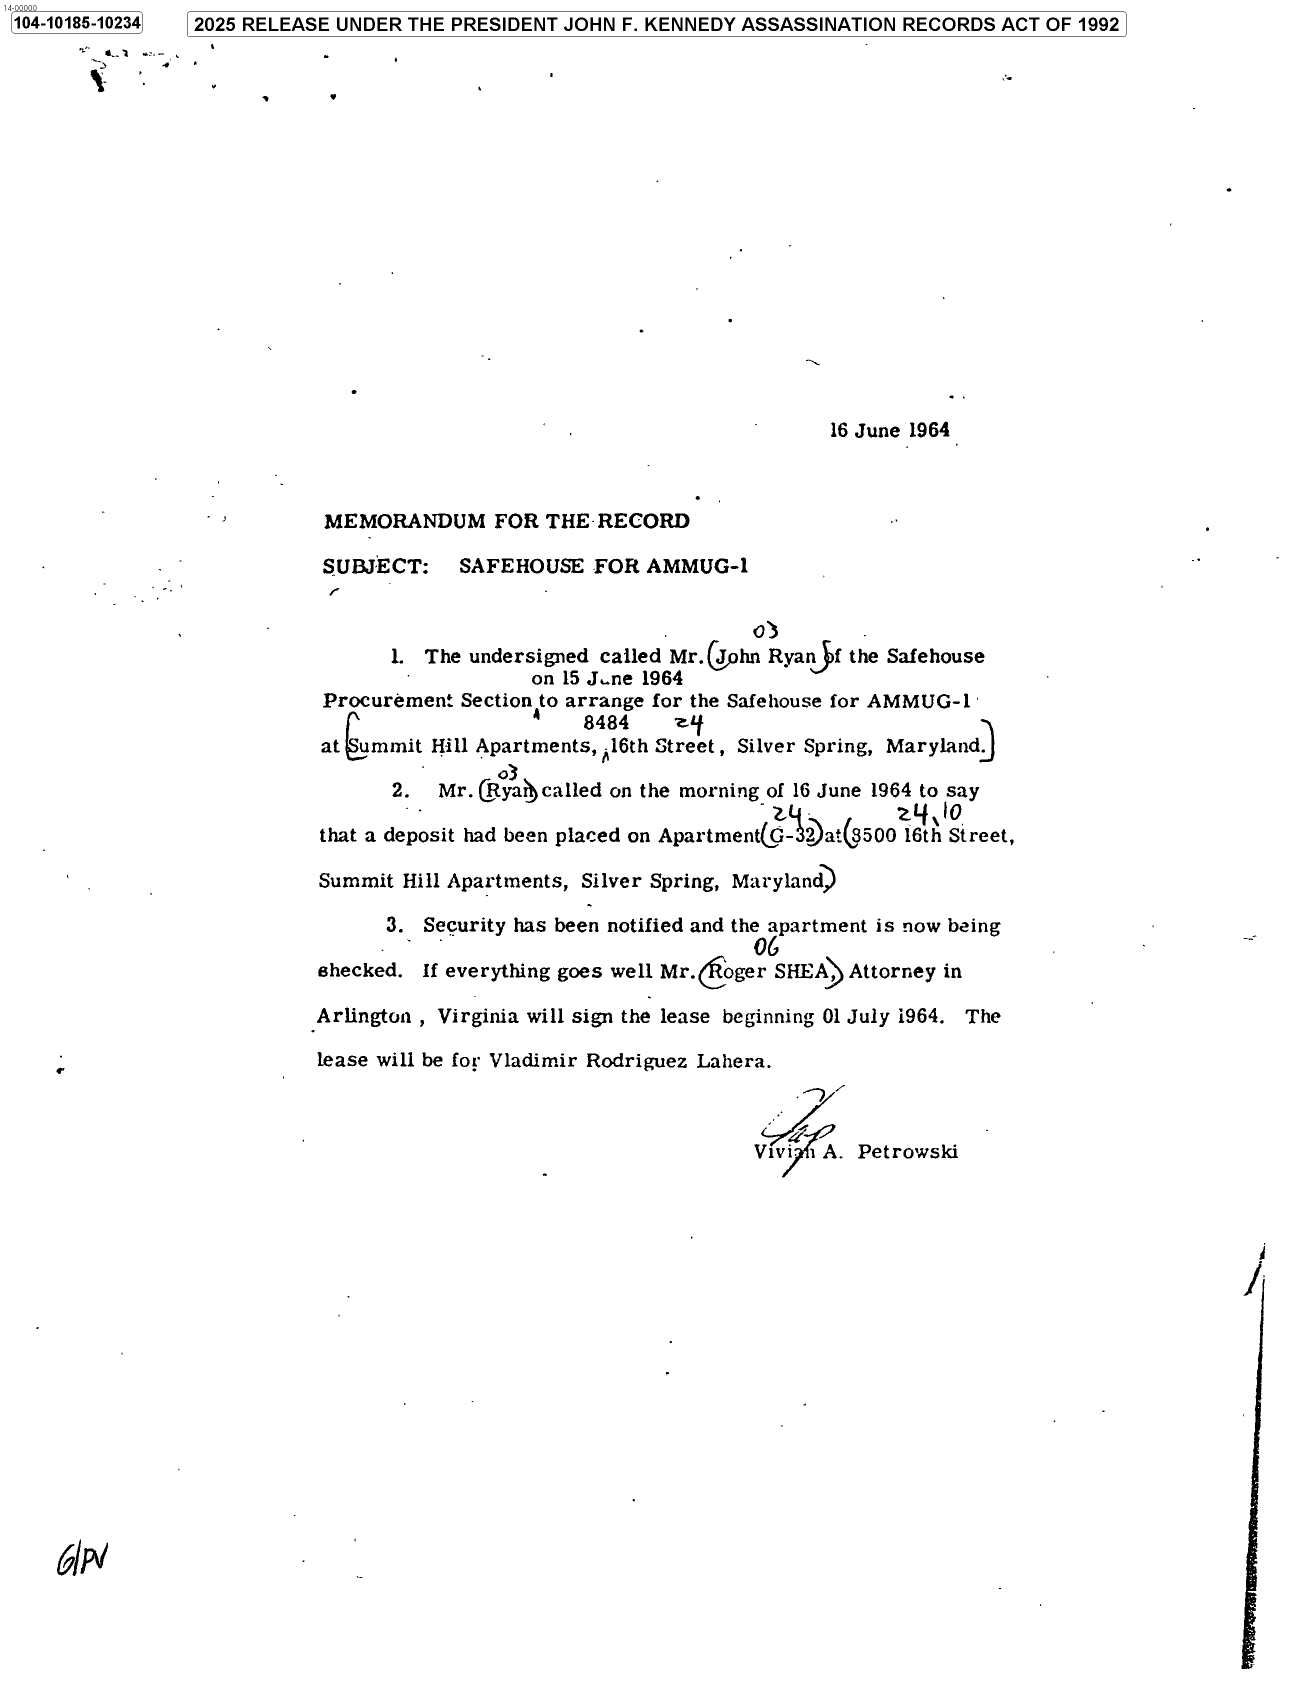 14-00000
104-10185-10234
2025 RELEASE UNDER THE PRESIDENT JOHN F. KENNEDY ASSASSINATION RECORDS ACT OF 1992
16 June 1964
MEMORANDUM FOR THE RECORD
SUBJECT: SAFEHOUSE FOR AMMUG-1
03
1. The undersigned called Mr. (John Ryan) of the Safehouse
on 15 June 1964
Procurement Section to arrange for the Safehouse for AMMUG-1
8484 24
at [Summit Hill Apartments, 16th Street, Silver Spring, Maryland.]
03
2. Mr. (Ryan) called on the morning of 16 June 1964 to say
24 24, 10
that a deposit had been placed on Apartment (G-32) at (8500 16th Street,
Summit Hill Apartments, Silver Spring, Maryland)
3. Security has been notified and the apartment is now being
06
checked. If everything goes well Mr. (Roger SHEA,) Attorney in
Arlington , Virginia will sign the lease beginning 01 July 1964. The
lease will be for Vladimir Rodriguez Lahera.
Vivian A. Petrowski
6/PV